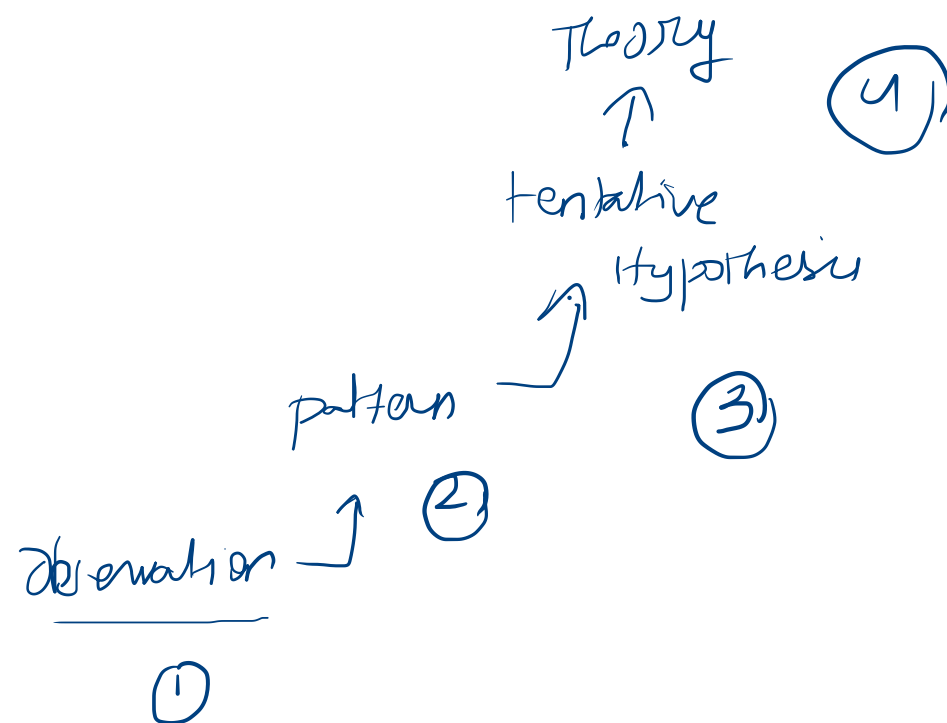 Theory
4
tentative
Hypothesis
pattern
3
2
observation
1